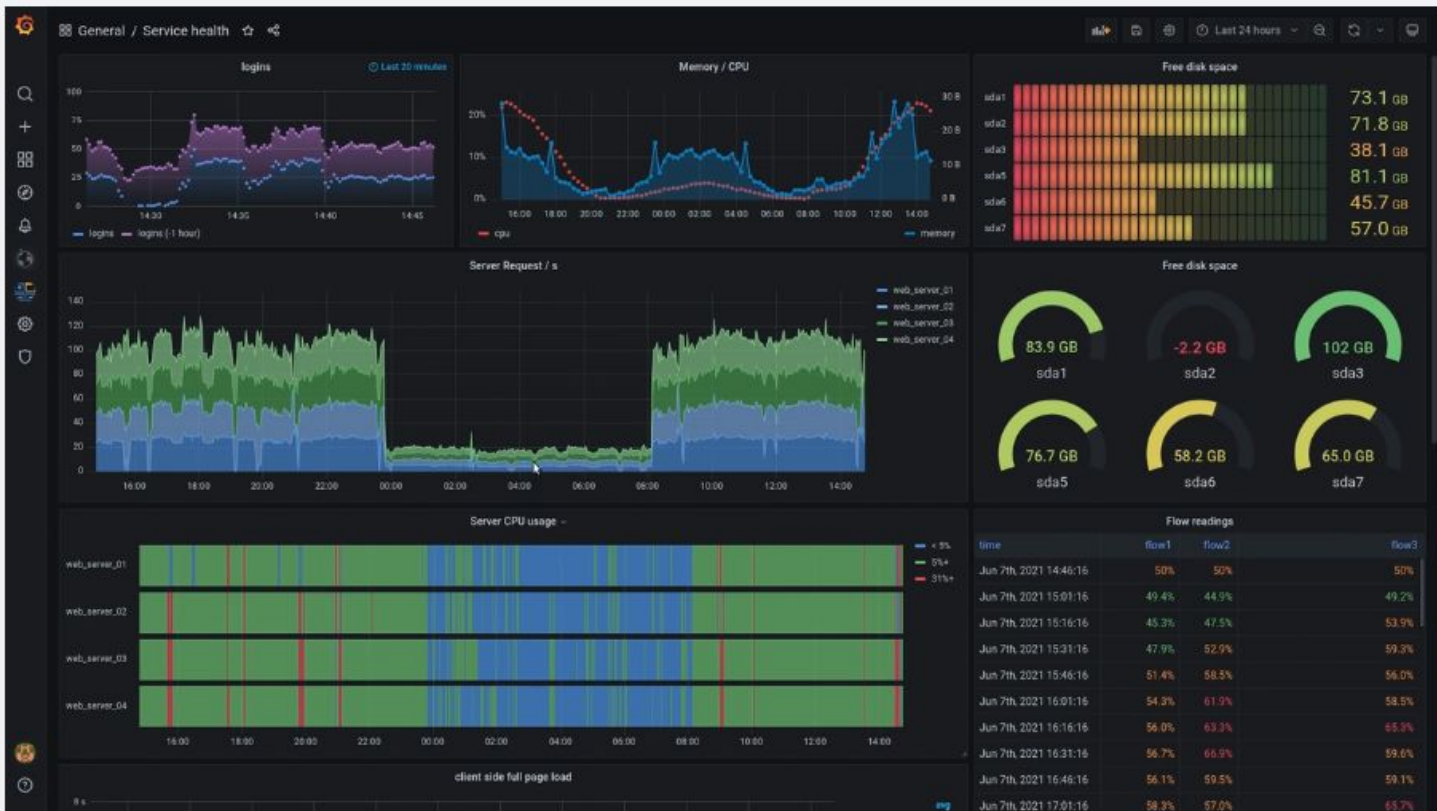 General / Service health
Last 24 hours
logins
Last 20 minutes
100
75
50
25
0
14:30 14:35 14:40 14:45
logins logins (-1 hour)
Memory / CPU
20%
10%
0%
30 B
20 B
10 B
0 B
16:00 18:00 20:00 22:00 00:00 02:00 04:00 06:00 08:00 10:00 12:00 14:00
cpu memory
Free disk space
sda1 73.1 GB
sda2 71.8 GB
sda3 38.1 GB
sda5 81.1 GB
sda6 45.7 GB
sda7 57.0 GB
Server Request / s
140
120
100
80
60
40
20
0
16:00 18:00 20:00 22:00 00:00 02:00 04:00 06:00 08:00 10:00 12:00 14:00
web_server_01
web_server_02
web_server_03
web_server_04
Free disk space
83.9 GB -2.2 GB 102 GB
sda1 sda2 sda3
76.7 GB 58.2 GB 65.0 GB
sda5 sda6 sda7
Server CPU usage
web_server_01
web_server_02
web_server_03
web_server_04
16:00 18:00 20:00 22:00 00:00 02:00 04:00 06:00 08:00 10:00 12:00 14:00
< 5%
5%+
31%+
Flow readings
time flow1 flow2 flow3
Jun 7th, 2021 14:46:16 50% 50% 50%
Jun 7th, 2021 15:01:16 49.4% 44.9% 49.2%
Jun 7th, 2021 15:16:16 45.3% 47.5% 53.9%
Jun 7th, 2021 15:31:16 47.9% 52.9% 59.3%
Jun 7th, 2021 15:46:16 51.4% 58.5% 56.0%
Jun 7th, 2021 16:01:16 54.3% 61.9% 58.5%
Jun 7th, 2021 16:16:16 56.0% 63.3% 65.3%
Jun 7th, 2021 16:31:16 56.7% 66.9% 59.6%
Jun 7th, 2021 16:46:16 56.1% 59.5% 59.1%
Jun 7th, 2021 17:01:16 58.3% 57.0% 65.7%
client side full page load
8 s
avg